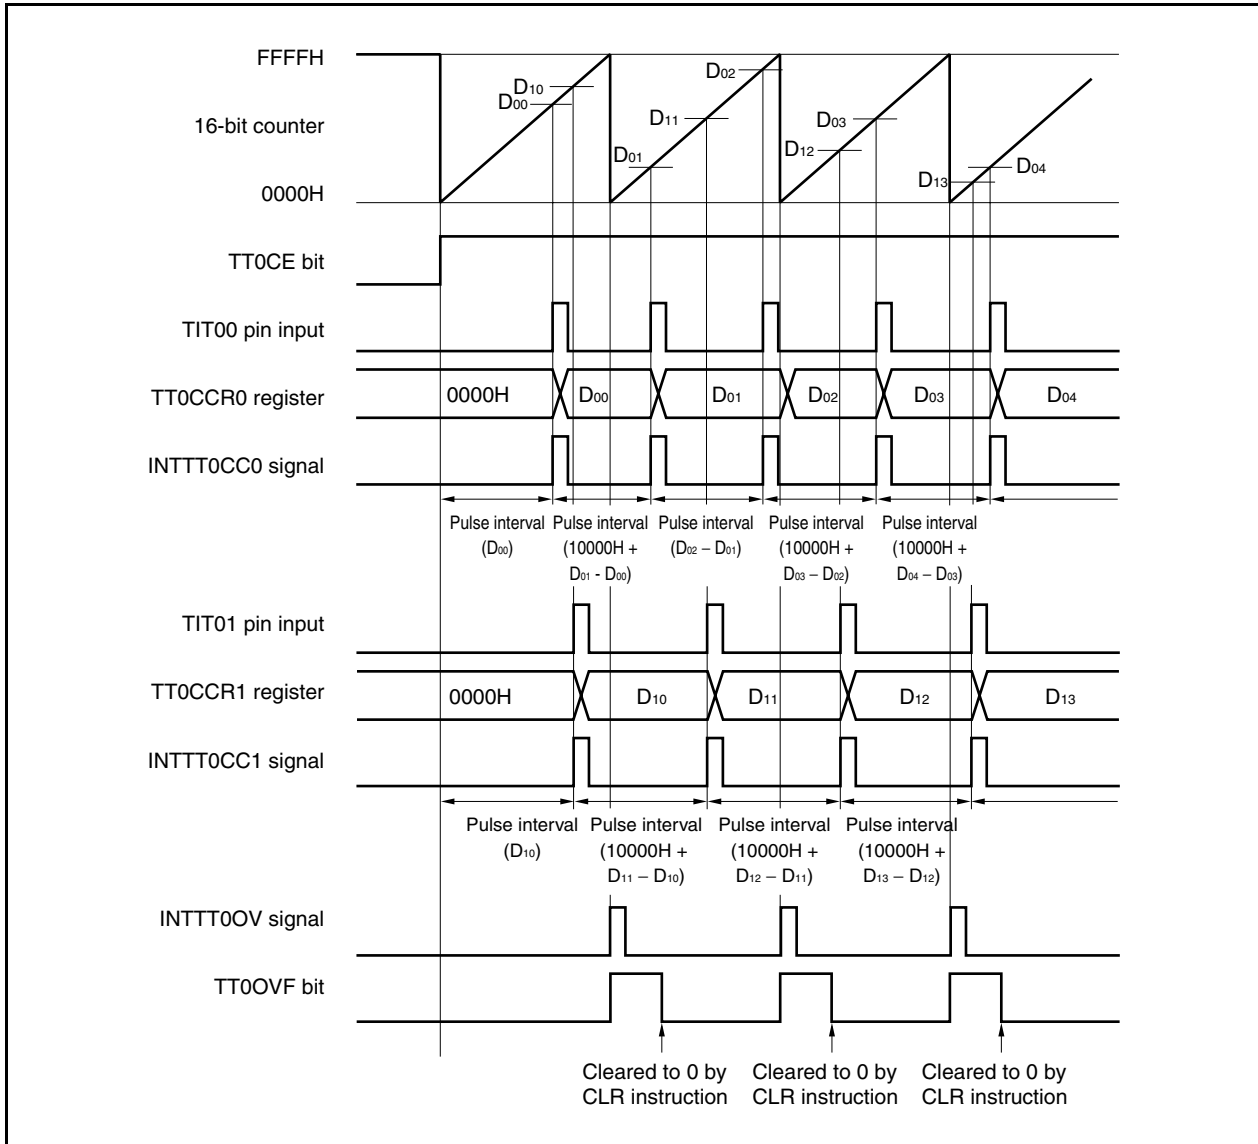 FFFFH
16-bit counter
0000H
D10
D00
D01
D11
D02
D12
D03
D13
D04
TT0CE bit
TIT00 pin input
TT0CCR0 register
0000H D00 D01 D02 D03 D04
INTTT0CC0 signal
Pulse interval
(D00)
Pulse interval
(10000H +
D01 - D00)
Pulse interval
(D02 – D01)
Pulse interval
(10000H +
D03 – D02)
Pulse interval
(10000H +
D04 – D03)
TIT01 pin input
TT0CCR1 register
0000H D10 D11 D12 D13
INTTT0CC1 signal
Pulse interval
(D10)
Pulse interval
(10000H +
D11 – D10)
Pulse interval
(10000H +
D12 – D11)
Pulse interval
(10000H +
D13 – D12)
INTTT0OV signal
TT0OVF bit
Cleared to 0 by
CLR instruction
Cleared to 0 by
CLR instruction
Cleared to 0 by
CLR instruction